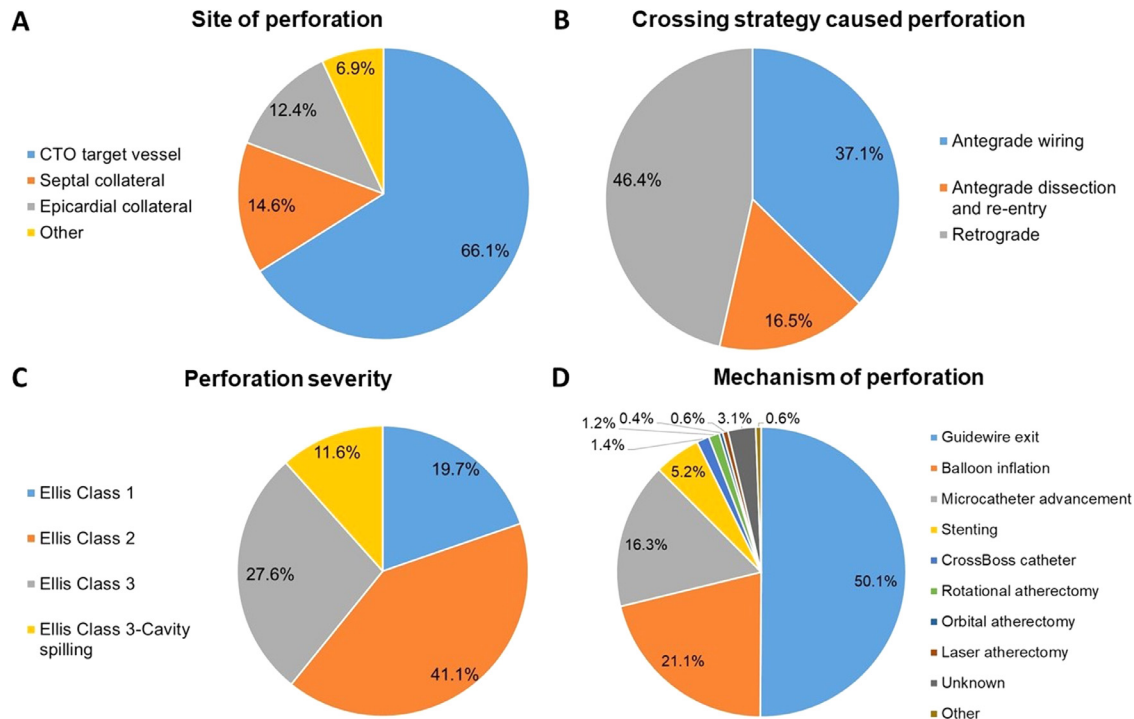 A
Site of perforation
6.9%
12.4%
14.6%
66.1%
CTO target vessel
Septal collateral
Epicardial collateral
Other
B
Crossing strategy caused perforation
37.1%
46.4%
16.5%
Antegrade wiring
Antegrade dissection
and re-entry
Retrograde
C
Perforation severity
11.6%
19.7%
27.6%
41.1%
Ellis Class 1
Ellis Class 2
Ellis Class 3
Ellis Class 3-Cavity
spilling
D
Mechanism of perforation
1.2%
0.4%
0.6%
3.1%
0.6%
1.4%
5.2%
16.3%
50.1%
21.1%
Guidewire exit
Balloon inflation
Microcatheter advancement
Stenting
CrossBoss catheter
Rotational atherectomy
Orbital atherectomy
Laser atherectomy
Unknown
Other